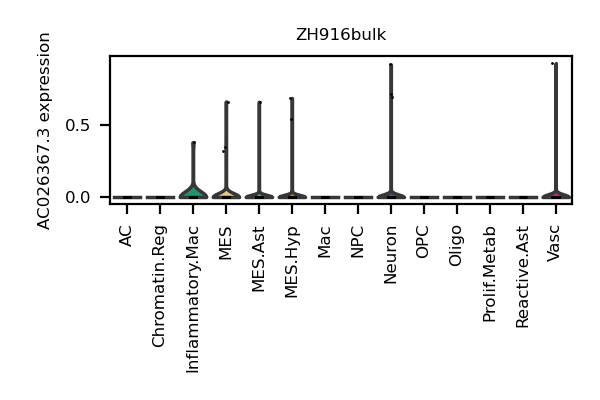 ZH916bulk
AC026367.3 expression
0.5
0.0
AC
Chromatin.Reg
Inflammatory.Mac
MES
MES.Ast
MES.Hyp
Mac
NPC
Neuron
OPC
Oligo
Prolif.Metab
Reactive.Ast
Vasc